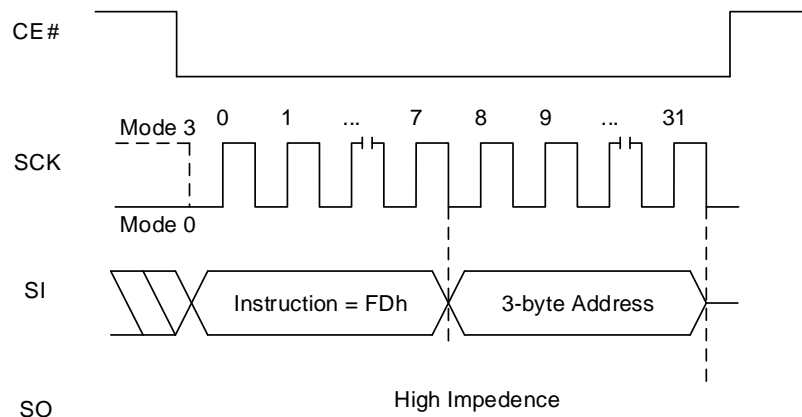 CE#
0 1 ... 7 8 9 ... 31
Mode 3
SCK
Mode 0
SI
Instruction = FDh
3-byte Address
High Impedence
SO